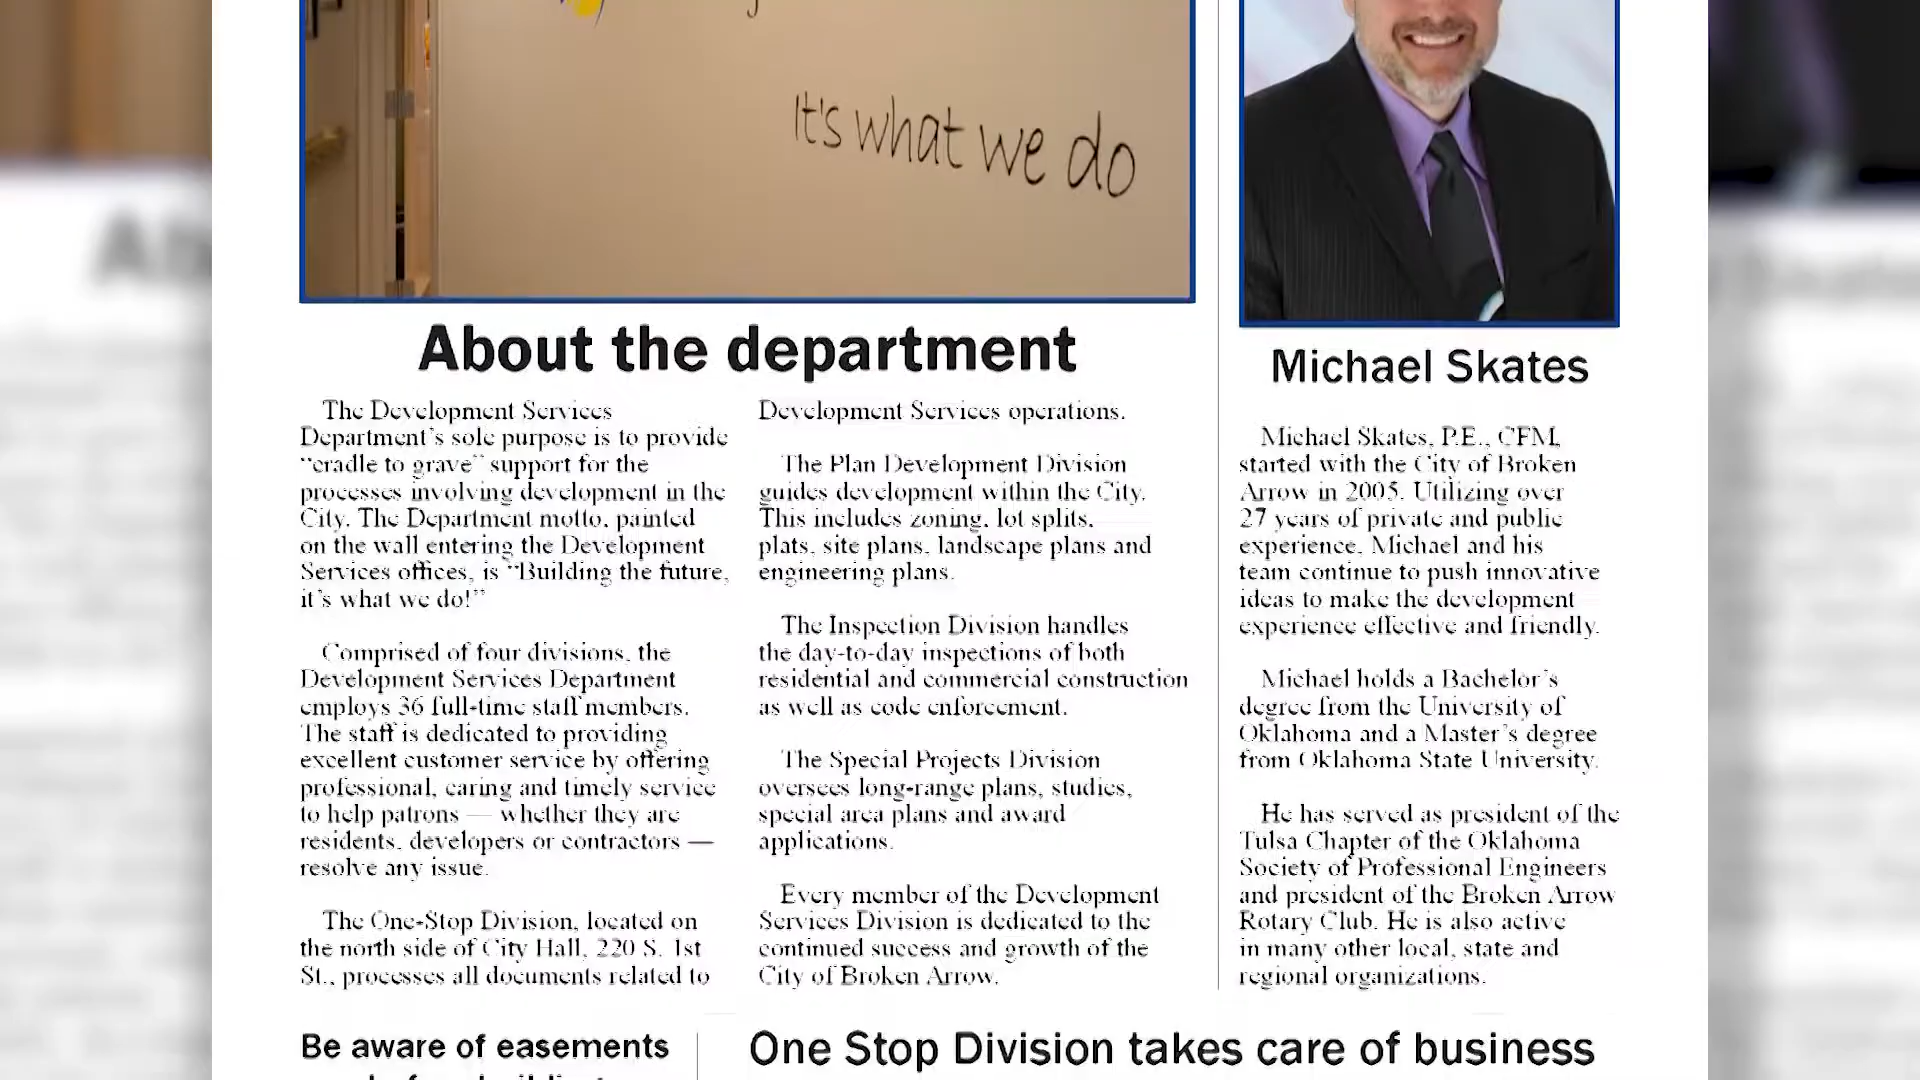 It's what we do
About the department
The Development Services
Department's sole purpose is to provide
"cradle to grave" support for the
processes involving development in the
City. The Department motto, painted
on the wall entering the Development
Services offices, is "Building the future,
it's what we do!"
Comprised of four divisions, the
Development Services Department
employs 36 full-time staff members.
The staff is dedicated to providing
excellent customer service by offering
professional, caring and timely service
to help patrons — whether they are
residents, developers or contractors —
resolve any issue.
The One-Stop Division, located on
the north side of City Hall, 220 S. 1st
St., processes all documents related to
Development Services operations.
The Plan Development Division
guides development within the City.
This includes zoning, lot splits,
plats, site plans, landscape plans and
engineering plans.
The Inspection Division handles
the day-to-day inspections of both
residential and commercial construction
as well as code enforcement.
The Special Projects Division
oversees long-range plans, studies,
special area plans and award
applications.
Every member of the Development
Services Division is dedicated to the
continued success and growth of the
City of Broken Arrow.
Michael Skates
Michael Skates, P.E., CFM,
started with the City of Broken
Arrow in 2005. Utilizing over
27 years of private and public
experience, Michael and his
team continue to push innovative
ideas to make the development
experience effective and friendly.
Michael holds a Bachelor's
degree from the University of
Oklahoma and a Master's degree
from Oklahoma State University.
He has served as president of the
Tulsa Chapter of the Oklahoma
Society of Professional Engineers
and president of the Broken Arrow
Rotary Club. He is also active
in many other local, state and
regional organizations.
Be aware of easements
One Stop Division takes care of business